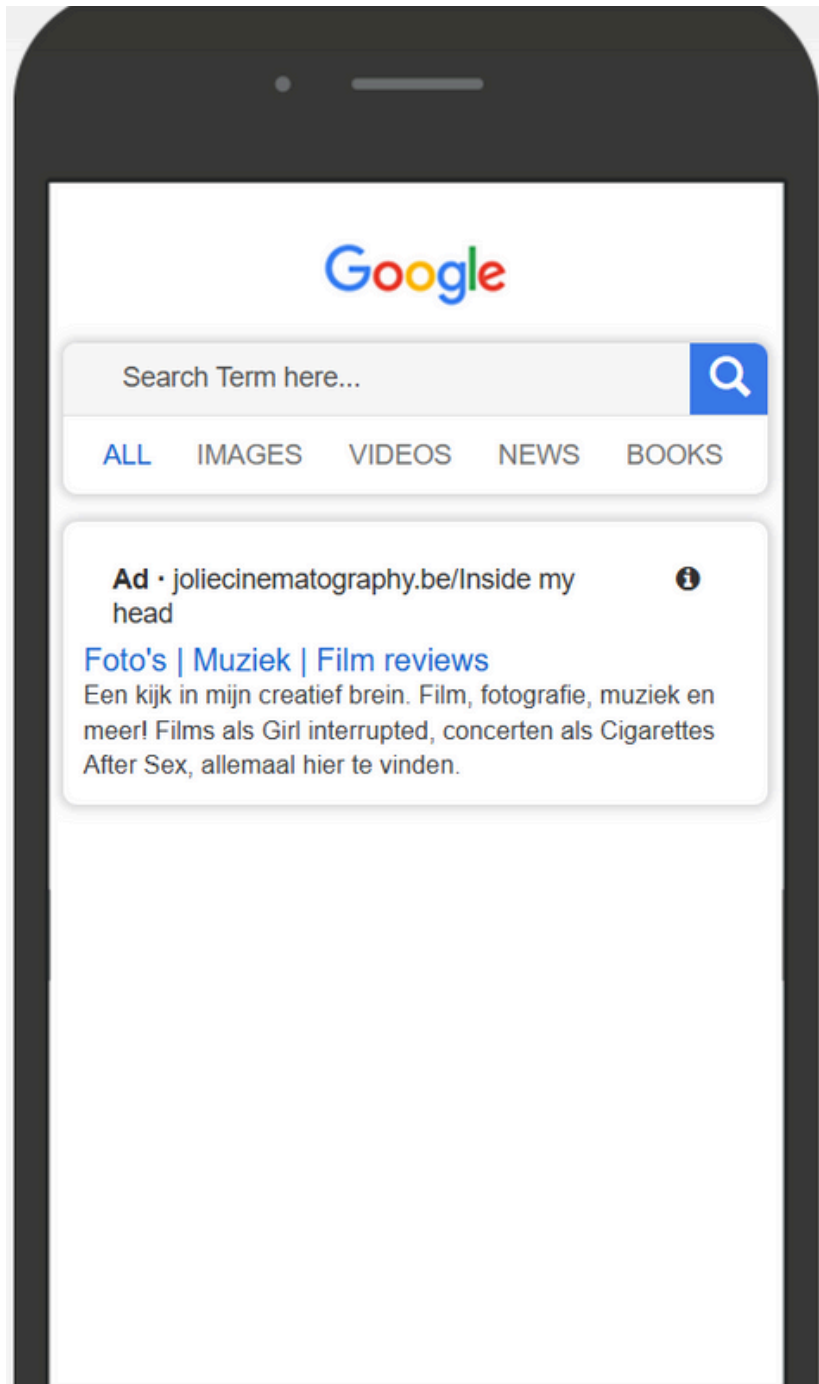 Google
Search Term here...
ALL IMAGES VIDEOS NEWS BOOKS
Ad · joliecinematography.be/Inside my
head
Foto's | Muziek | Film reviews
Een kijk in mijn creatief brein. Film, fotografie, muziek en
meer! Films als Girl interrupted, concerten als Cigarettes
After Sex, allemaal hier te vinden.